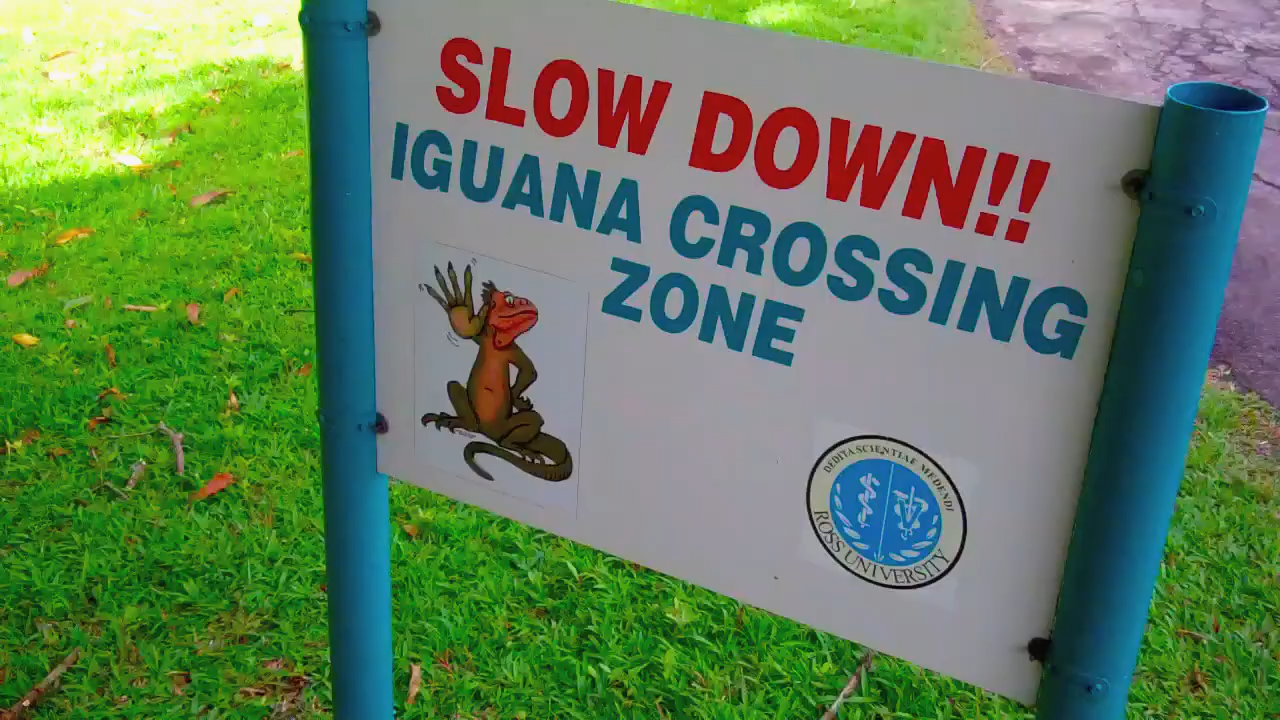 SLOW DOWN!!
IGUANA CROSSING
ZONE
DEDITA SCIENTIAE MEDENDI
ROSS UNIVERSITY